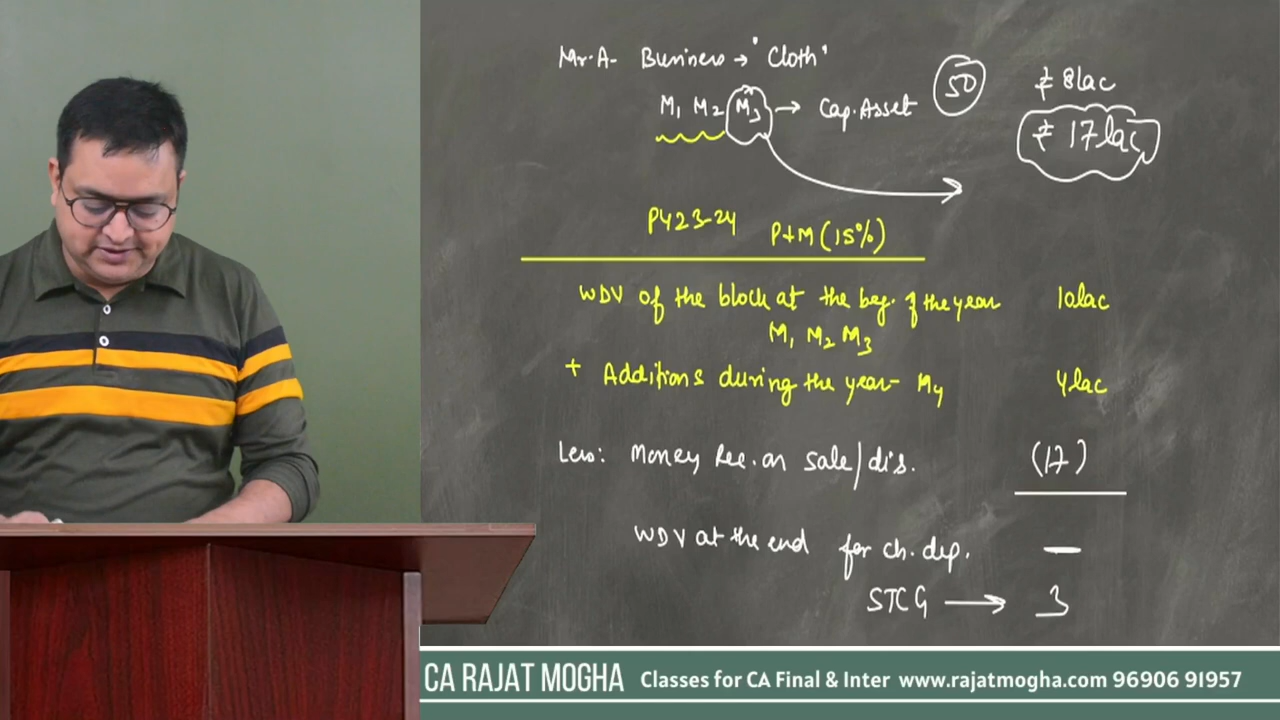 Mr.A- Business → 'Cloth'
M1 M2 M3 → Cap. Asset 50 ₹ 8lac
₹ 17lac
PY23-24 P+M (15%)
WDV of the block at the beg. of the year 10lac
M1 M2 M3
+ Additions during the year- M4 4lac
Less: Money Rec. on sale/dis. (17)
WDV at the end for ch. dep. —
STCG → 3
CA RAJAT MOGHA Classes for CA Final & Inter www.rajatmogha.com 96906 91957